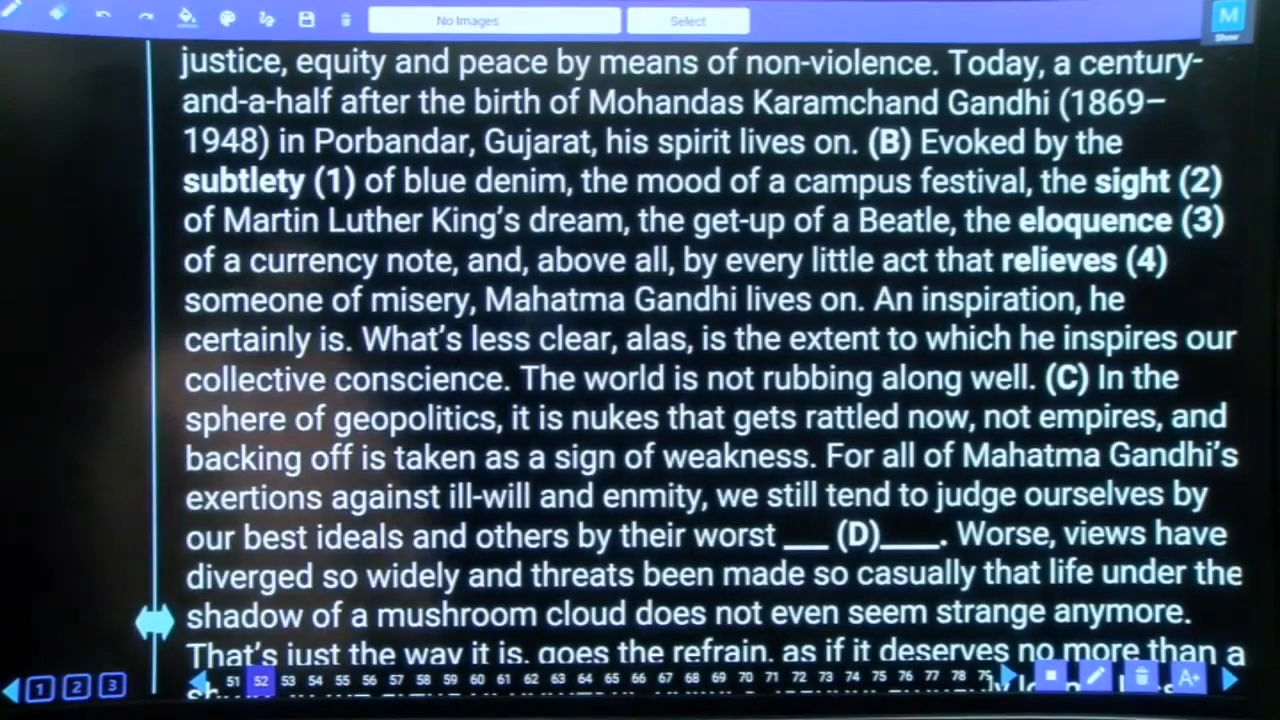 No Images Select M
Show
justice, equity and peace by means of non-violence. Today, a century-
and-a-half after the birth of Mohandas Karamchand Gandhi (1869–
1948) in Porbandar, Gujarat, his spirit lives on. (B) Evoked by the
subtlety (1) of blue denim, the mood of a campus festival, the sight (2)
of Martin Luther King's dream, the get-up of a Beatle, the eloquence (3)
of a currency note, and, above all, by every little act that relieves (4)
someone of misery, Mahatma Gandhi lives on. An inspiration, he
certainly is. What's less clear, alas, is the extent to which he inspires our
collective conscience. The world is not rubbing along well. (C) In the
sphere of geopolitics, it is nukes that gets rattled now, not empires, and
backing off is taken as a sign of weakness. For all of Mahatma Gandhi's
exertions against ill-will and enmity, we still tend to judge ourselves by
our best ideals and others by their worst ___ (D)____. Worse, views have
diverged so widely and threats been made so casually that life under the
shadow of a mushroom cloud does not even seem strange anymore.
That's just the way it is, goes the refrain, as if it deserves no more than a
1 2 3 51 52 53 54 55 56 57 58 59 60 61 62 63 64 65 66 67 68 69 70 71 72 73 74 75 A+